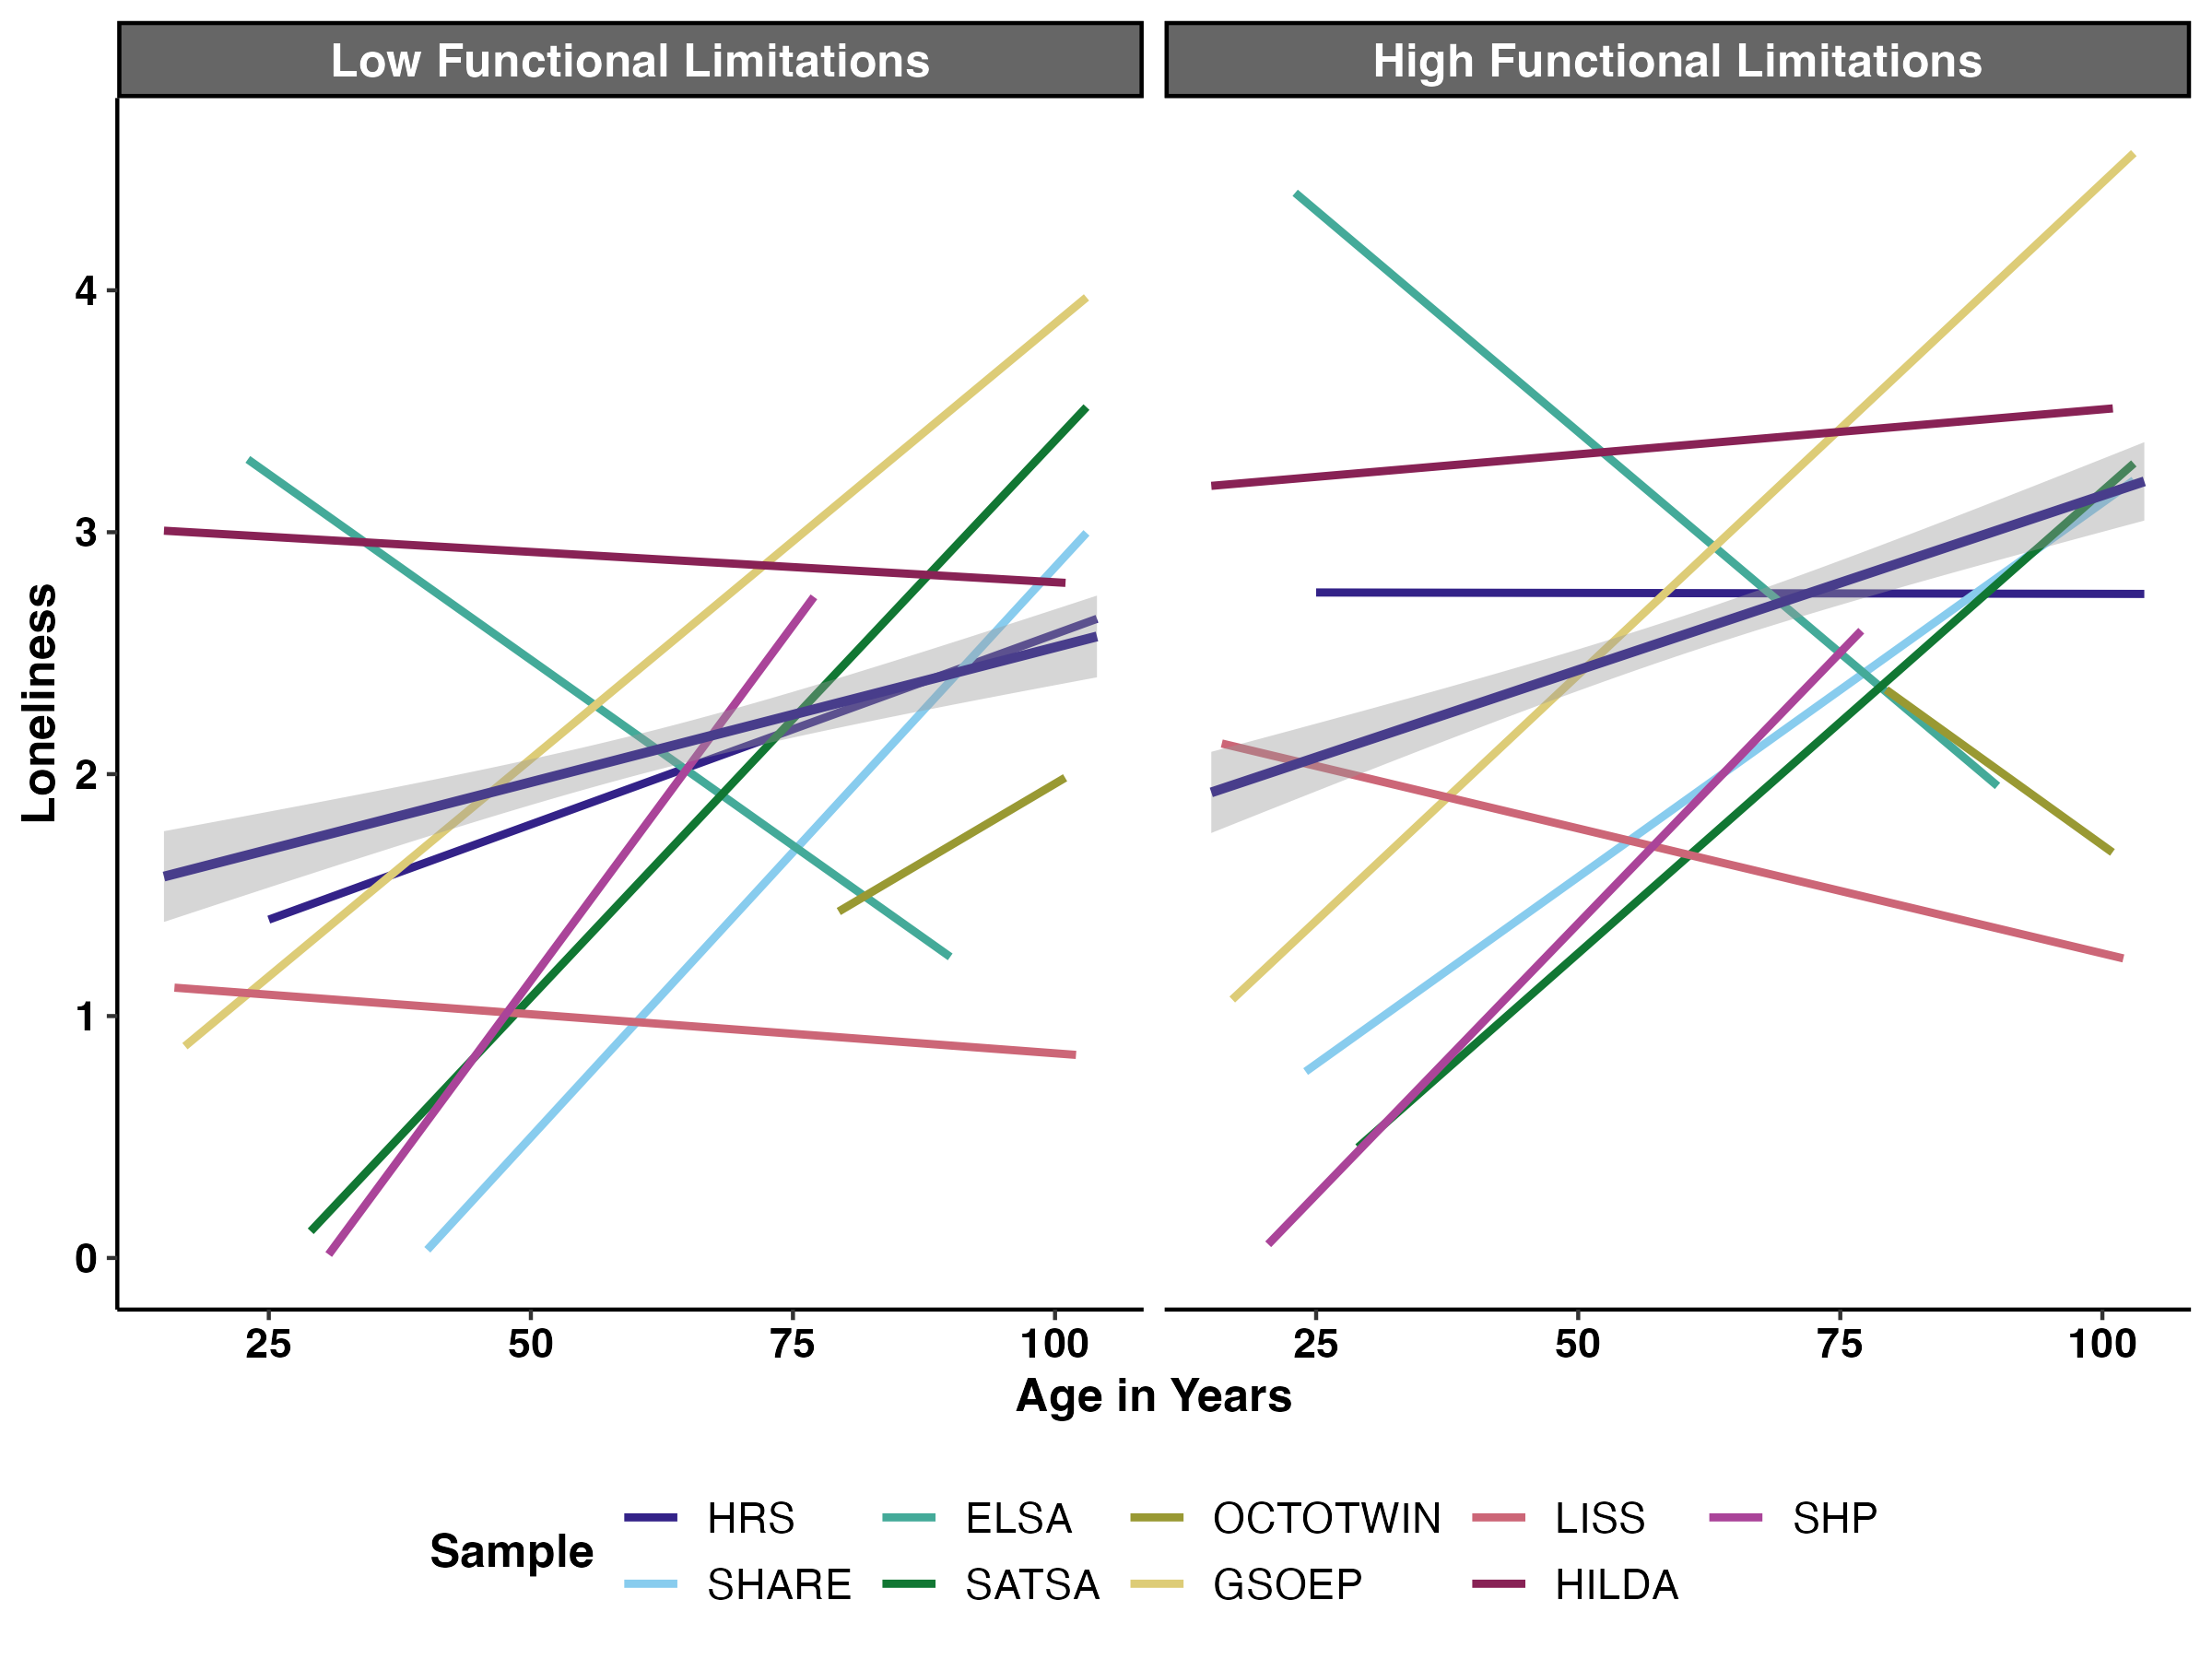 Low Functional Limitations
High Functional Limitations
Loneliness
4
3
2
1
0
25 50 75 100
25 50 75 100
Age in Years
Sample
HRS ELSA OCTOTWIN LISS SHP
SHARE SATSA GSOEP HILDA